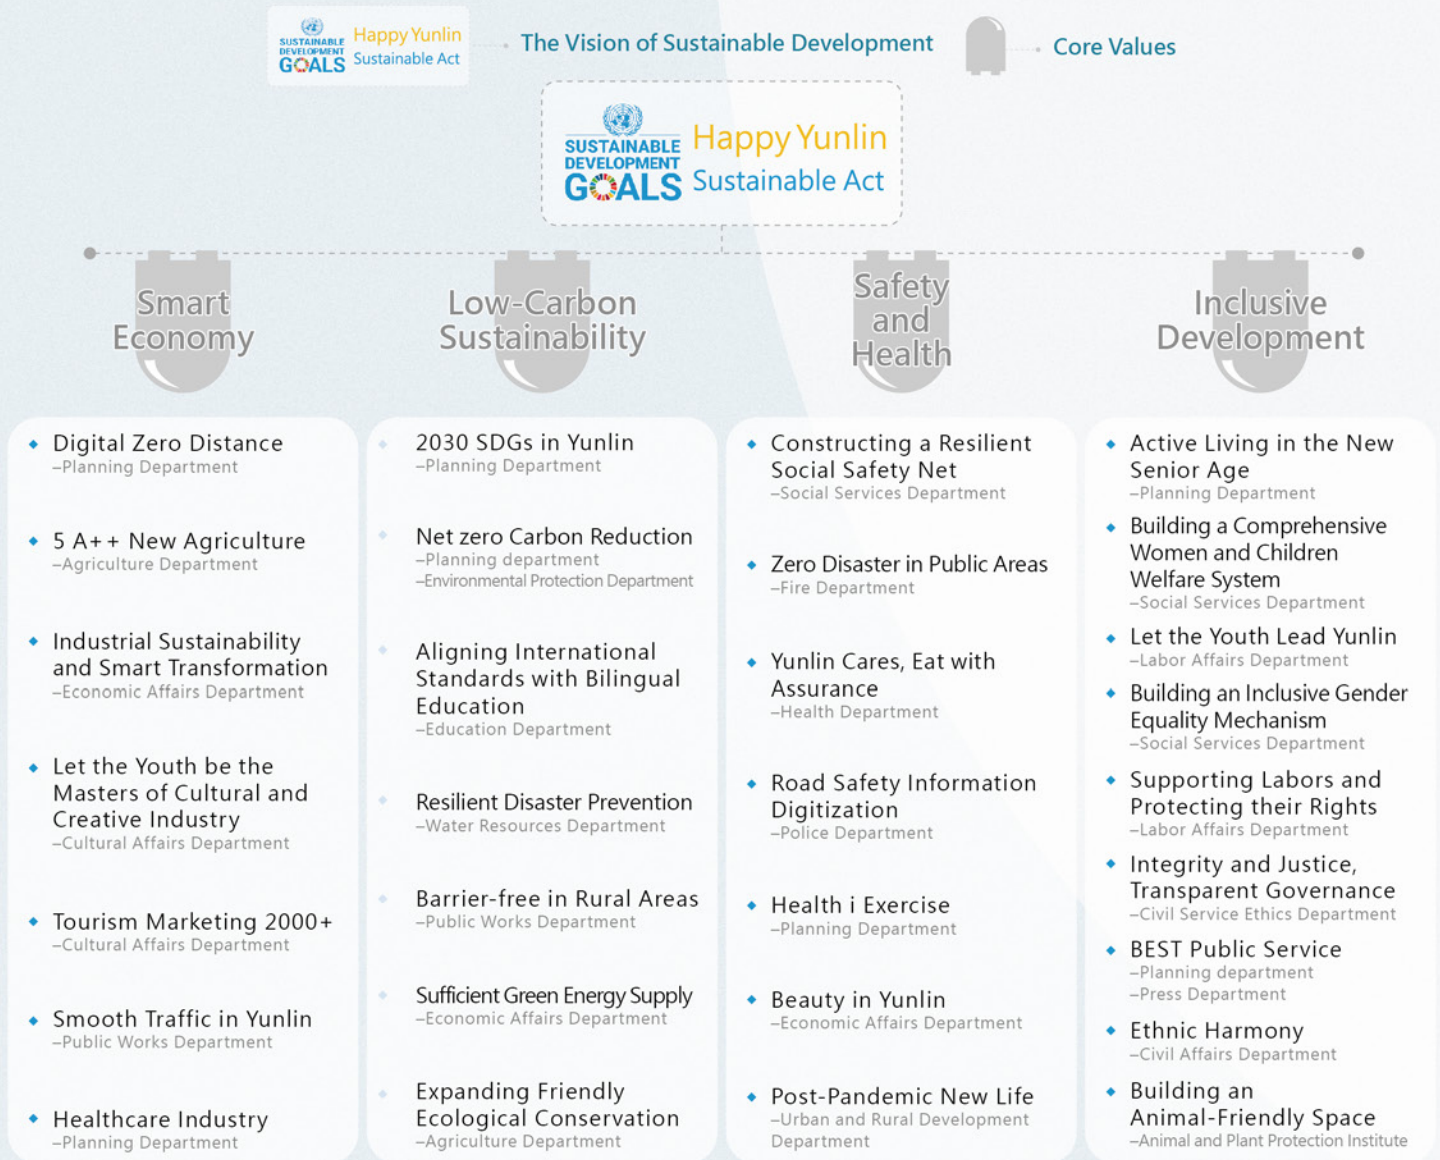 SUSTAINABLE
DEVELOPMENT
GOALS
Happy Yunlin
Sustainable Act
The Vision of Sustainable Development
Core Values
SUSTAINABLE
DEVELOPMENT
GOALS
Happy Yunlin
Sustainable Act
Smart
Economy
Digital Zero Distance
–Planning Department
5 A++ New Agriculture
–Agriculture Department
Industrial Sustainability
and Smart Transformation
–Economic Affairs Department
Let the Youth be the
Masters of Cultural and
Creative Industry
–Cultural Affairs Department
Tourism Marketing 2000+
–Cultural Affairs Department
Smooth Traffic in Yunlin
–Public Works Department
Healthcare Industry
–Planning Department
Low-Carbon
Sustainability
2030 SDGs in Yunlin
–Planning Department
Net zero Carbon Reduction
–Planning department
–Environmental Protection Department
Aligning International
Standards with Bilingual
Education
–Education Department
Resilient Disaster Prevention
–Water Resources Department
Barrier-free in Rural Areas
–Public Works Department
Sufficient Green Energy Supply
–Economic Affairs Department
Expanding Friendly
Ecological Conservation
–Agriculture Department
Safety
and
Health
Constructing a Resilient
Social Safety Net
–Social Services Department
Zero Disaster in Public Areas
–Fire Department
Yunlin Cares, Eat with
Assurance
–Health Department
Road Safety Information
Digitization
–Police Department
Health i Exercise
–Planning Department
Beauty in Yunlin
–Economic Affairs Department
Post-Pandemic New Life
–Urban and Rural Development
Department
Inclusive
Development
Active Living in the New
Senior Age
–Planning Department
Building a Comprehensive
Women and Children
Welfare System
–Social Services Department
Let the Youth Lead Yunlin
–Labor Affairs Department
Building an Inclusive Gender
Equality Mechanism
–Social Services Department
Supporting Labors and
Protecting their Rights
–Labor Affairs Department
Integrity and Justice,
Transparent Governance
–Civil Service Ethics Department
BEST Public Service
–Planning department
–Press Department
Ethnic Harmony
–Civil Affairs Department
Building an
Animal-Friendly Space
–Animal and Plant Protection Institute